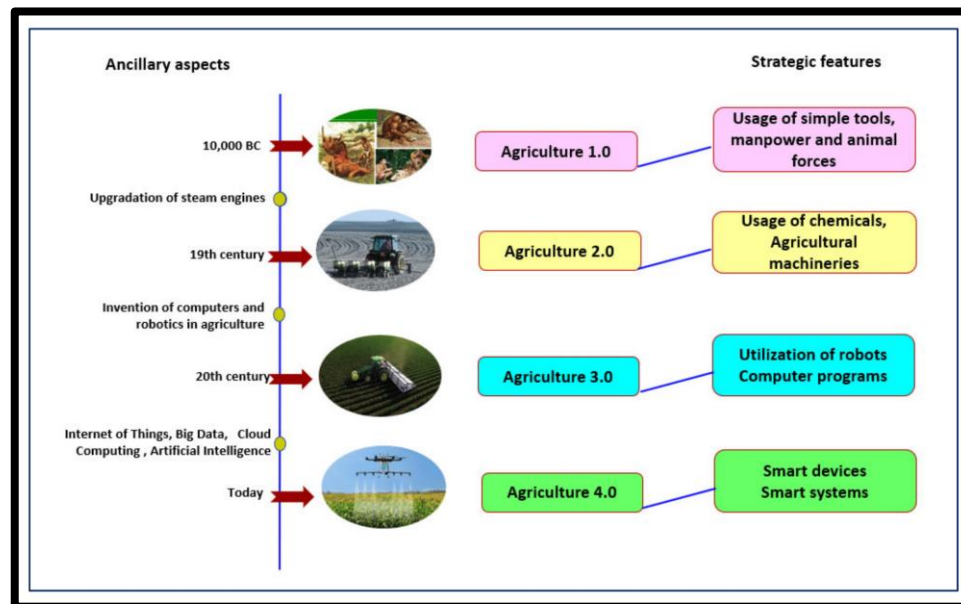 Ancillary aspects
Strategic features
10,000 BC
Agriculture 1.0
Usage of simple tools,
manpower and animal
forces
Upgradation of steam engines
19th century
Agriculture 2.0
Usage of chemicals,
Agricultural
machineries
Invention of computers and
robotics in agriculture
20th century
Agriculture 3.0
Utilization of robots
Computer programs
Internet of Things, Big Data, Cloud
Computing , Artificial Intelligence
Today
Agriculture 4.0
Smart devices
Smart systems